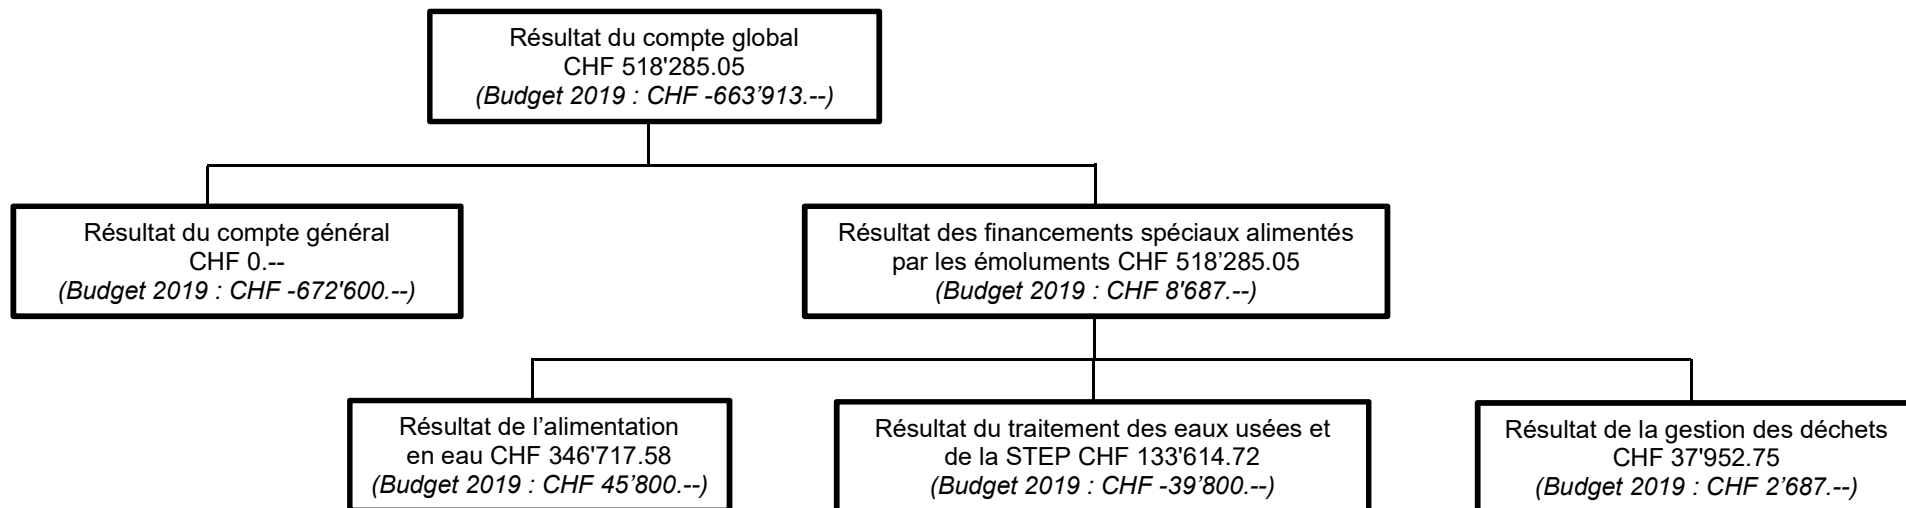 Résultat du compte global
CHF 518'285.05
(Budget 2019 : CHF -663’913.--)
Résultat du compte général
CHF 0.--
(Budget 2019 : CHF -672'600.--)
Résultat des financements spéciaux alimentés
par les émoluments CHF 518’285.05
(Budget 2019 : CHF 8'687.--)
Résultat de l’alimentation
en eau CHF 346'717.58
(Budget 2019 : CHF 45’800.--)
Résultat du traitement des eaux usées et
de la STEP CHF 133'614.72
(Budget 2019 : CHF -39’800.--)
Résultat de la gestion des déchets
CHF 37'952.75
(Budget 2019 : CHF 2’687.--)